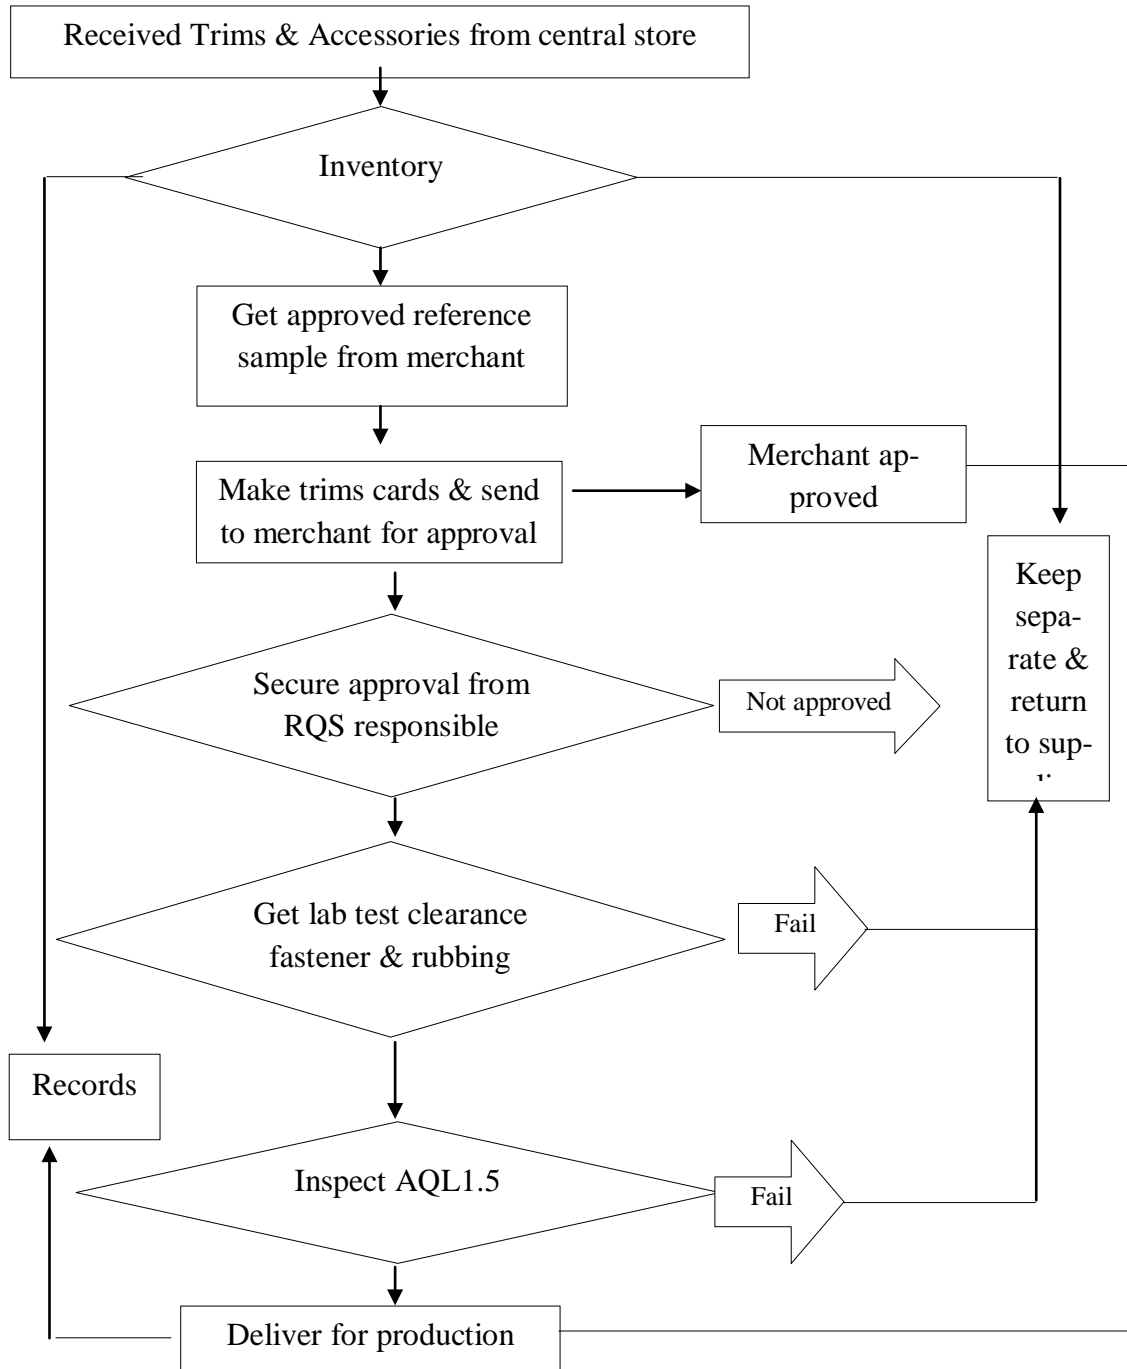 Received Trims & Accessories from central store
Inventory
Get approved reference
sample from merchant
Make trims cards & send
to merchant for approval
Merchant ap-
proved
Keep
sepa-
rate &
return
to sup-
Secure approval from
RQS responsible
Not approved
Get lab test clearance
fastener & rubbing
Fail
Records
Inspect AQL1.5
Fail
Deliver for production